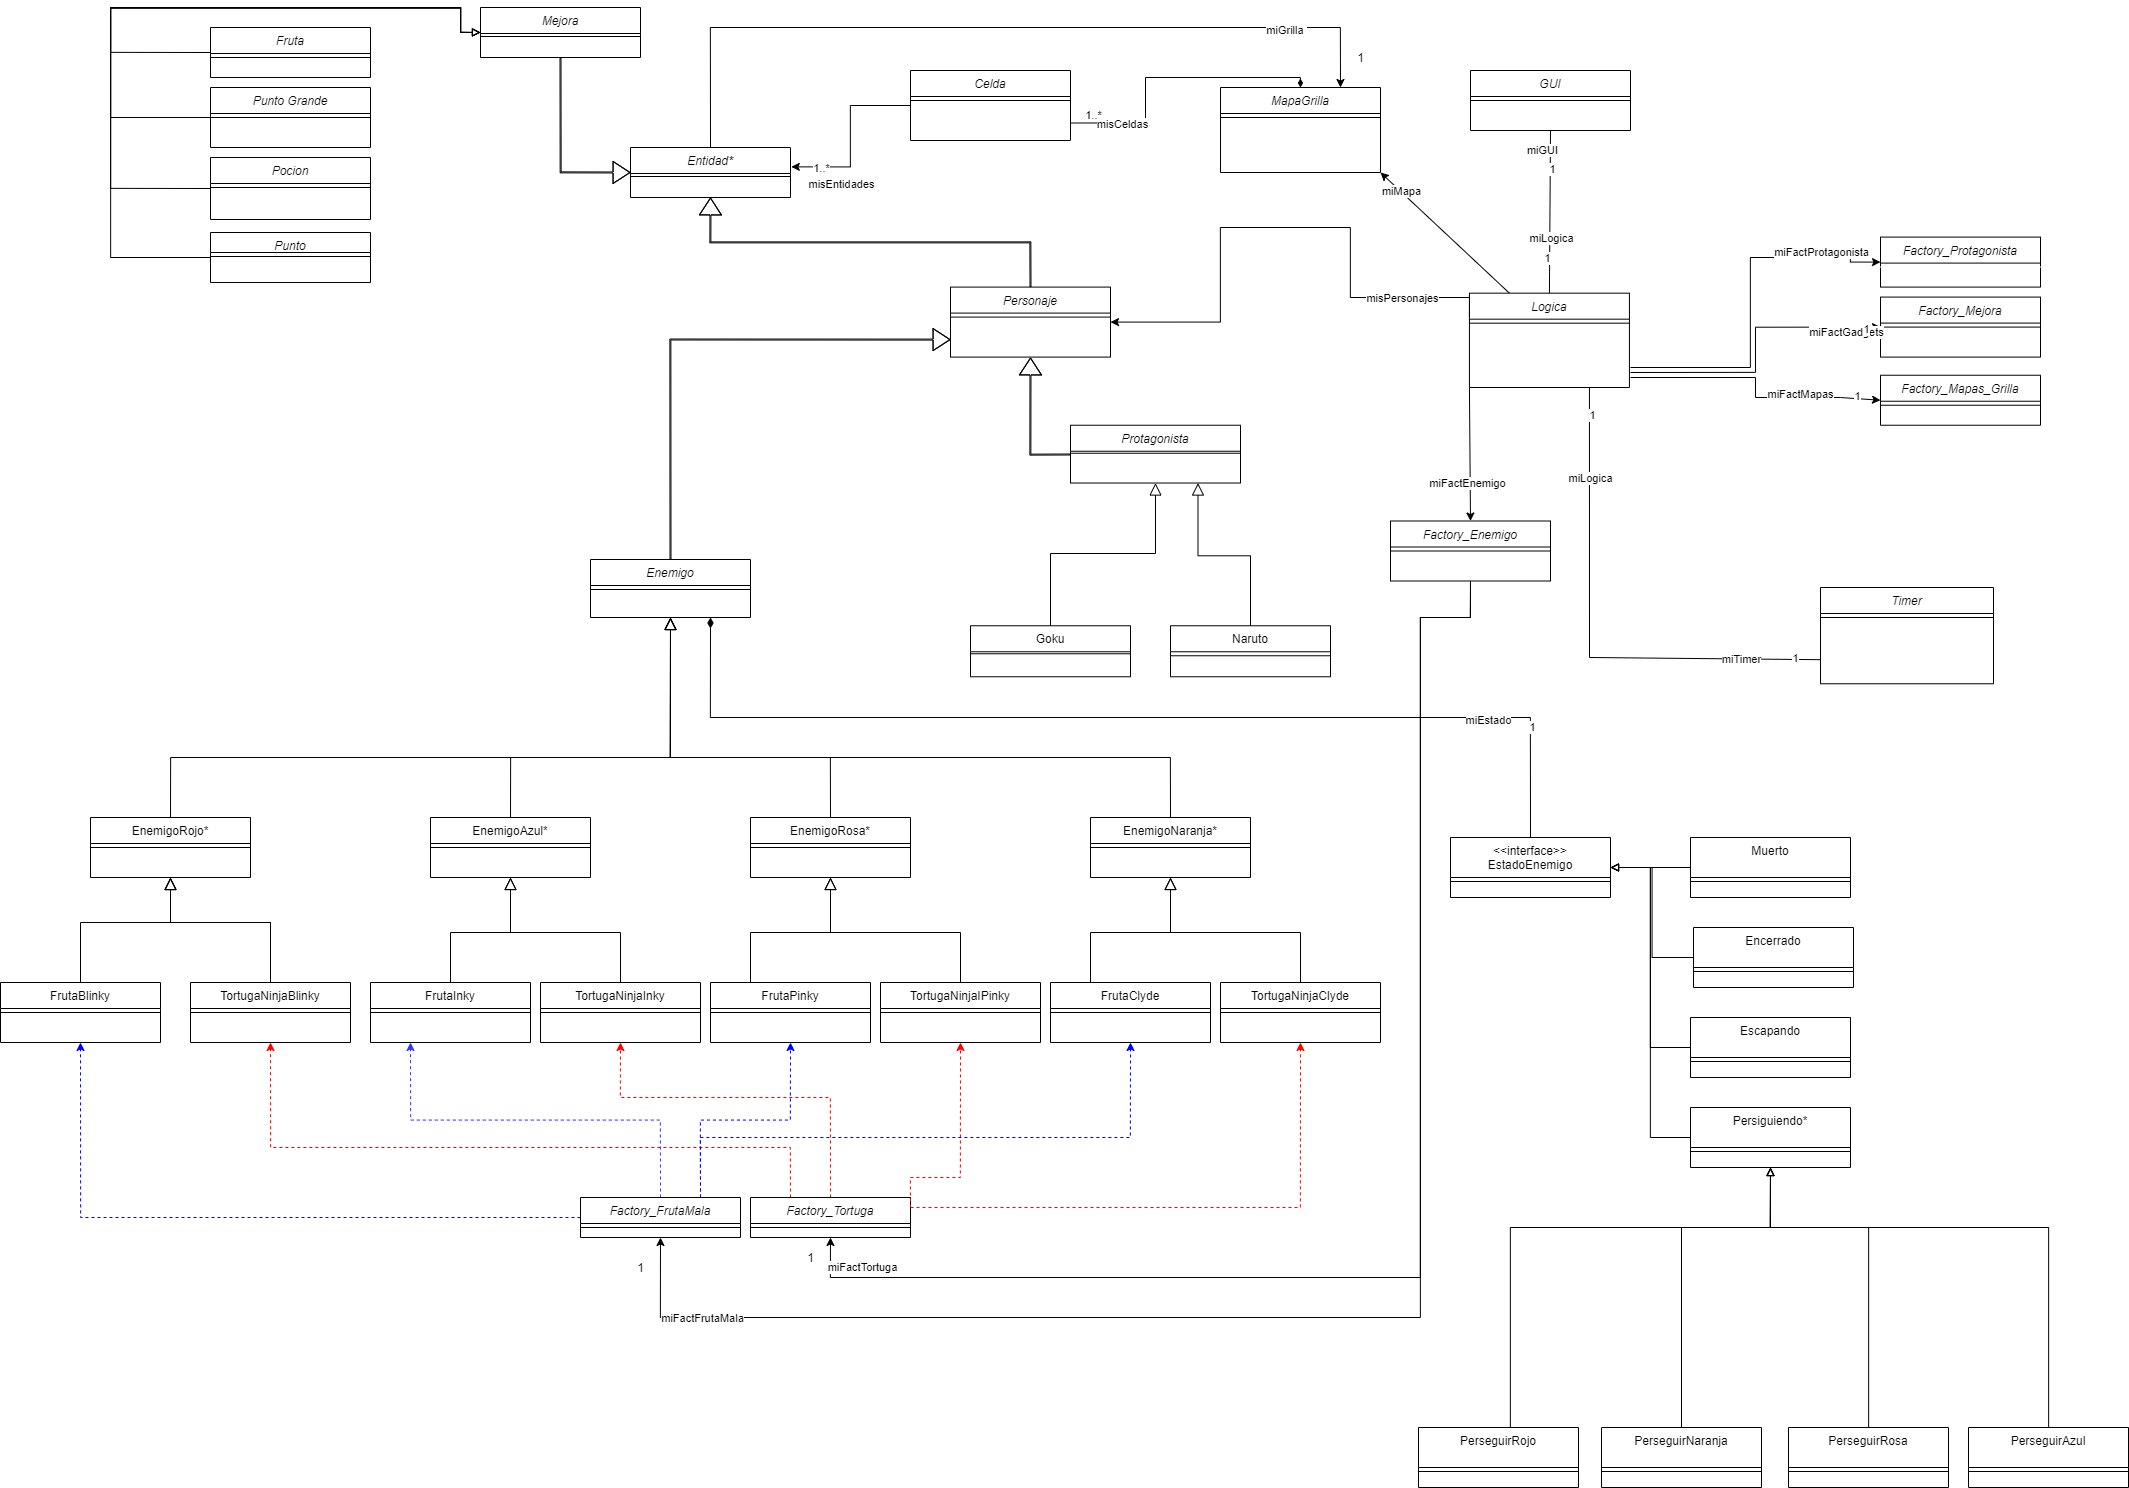 Mejora
Fruta
miGrilla
1
Punto Grande
Celda
MapaGrilla
GUI
1..*
misCeldas
miGUI
1
Pocion
Entidad*
1..*
misEntidades
miMapa
Punto
miLogica
1
miFactProtagonista
Factory_Protagonista
Personaje
misPersonajes
Logica
Factory_Mejora
miFactGadgets
1
miFactMapas
1
Factory_Mapas_Grilla
1
Protagonista
miLogica
miFactEnemigo
Factory_Enemigo
Enemigo
Timer
Goku
Naruto
miTimer
1
miEstado
1
EnemigoRojo*
EnemigoAzul*
EnemigoRosa*
EnemigoNaranja*
<<interface>>
EstadoEnemigo
Muerto
Encerrado
FrutaBlinky
TortugaNinjaBlinky
FrutaInky
TortugaNinjaInky
FrutaPinky
TortugaNinjaIPinky
FrutaClyde
TortugaNinjaClyde
Escapando
Persiguiendo*
Factory_FrutaMala
Factory_Tortuga
1
1
miFactTortuga
miFactFrutaMala
PerseguirRojo
PerseguirNaranja
PerseguirRosa
PerseguirAzul